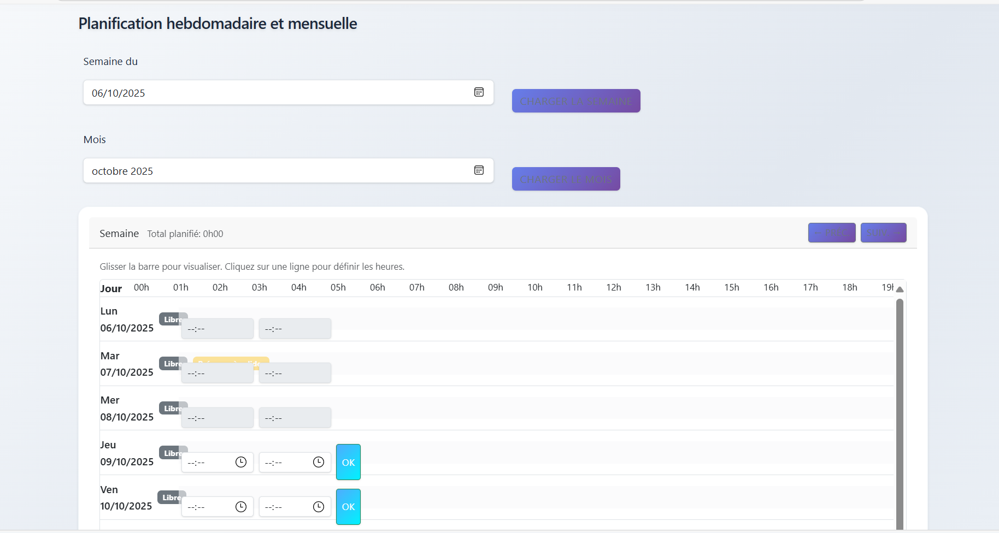 Planification hebdomadaire et mensuelle
Semaine du
06/10/2025
CHARGER LA SEMAINE
Mois
octobre 2025
CHARGER LE MOIS
Semaine Total planifié: 0h00
← PRÉC. SUIV. →
Glisser la barre pour visualiser. Cliquez sur une ligne pour définir les heures.
Jour 00h 01h 02h 03h 04h 05h 06h 07h 08h 09h 10h 11h 12h 13h 14h 15h 16h 17h 18h 19h
Lun
06/10/2025 Libre --:-- --:--
Mar
07/10/2025 Libre --:-- --:--
Mer
08/10/2025 Libre --:-- --:--
Jeu
09/10/2025 Libre --:-- --:-- OK
Ven
10/10/2025 Libre --:-- --:-- OK